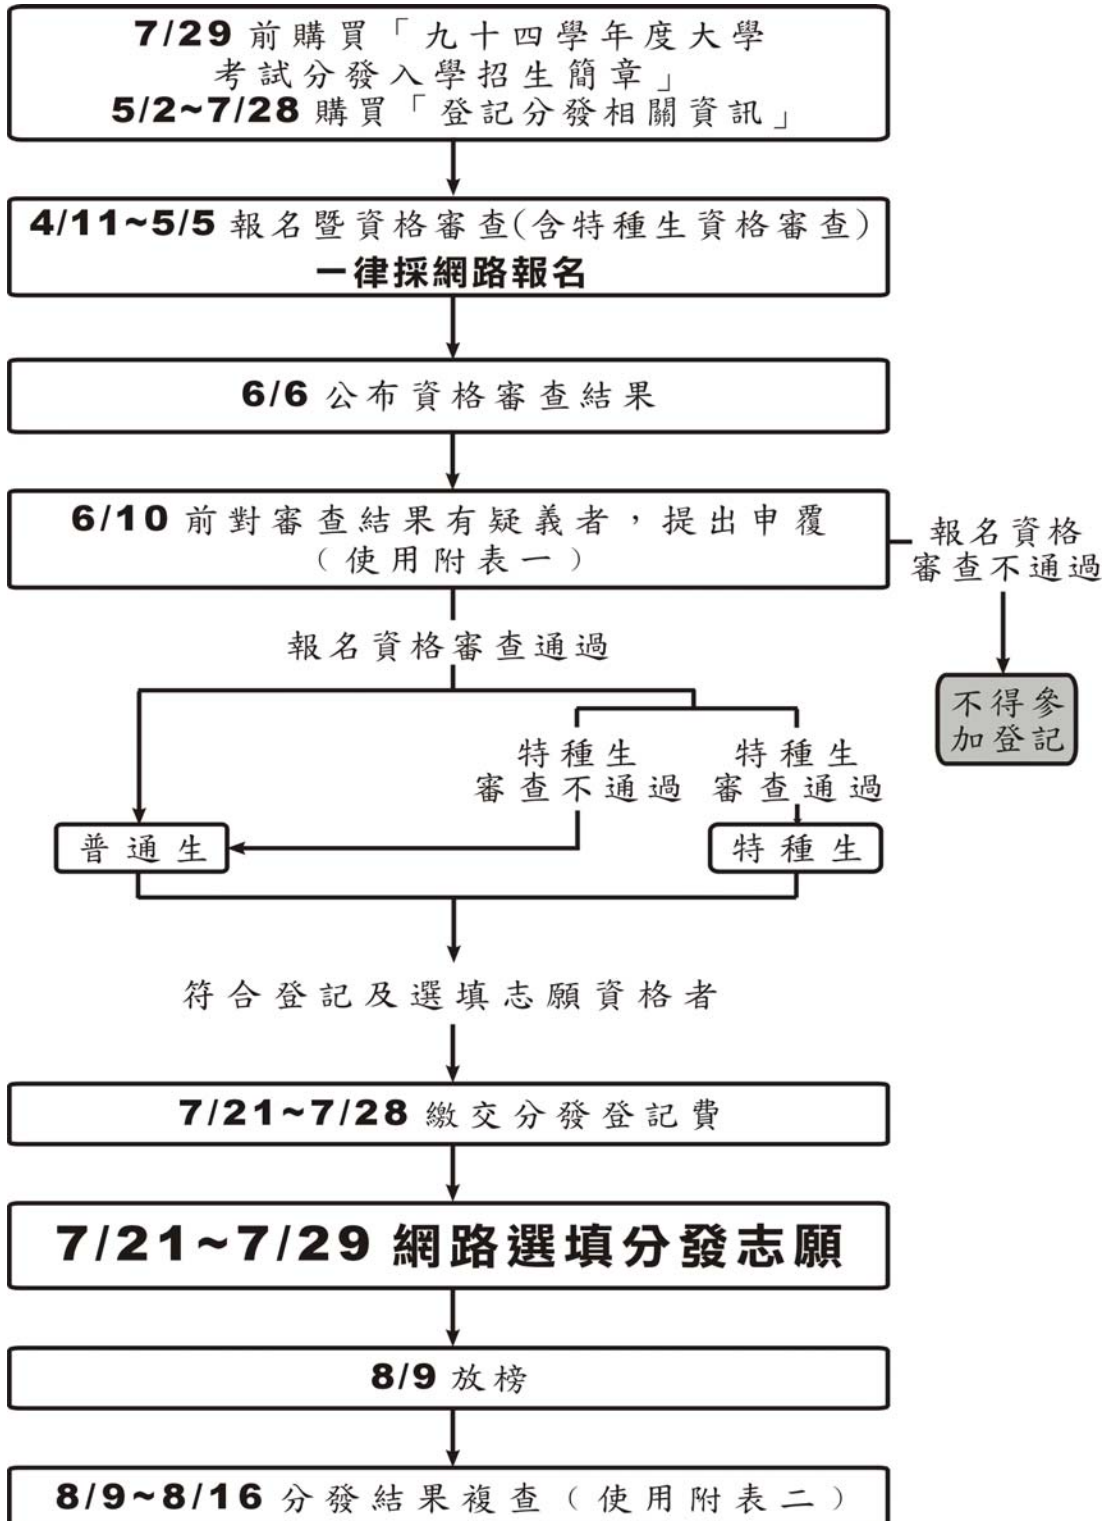 7/29 前購買「九十四學年度大學
考試分發入學招生簡章」
5/2~7/28 購買「登記分發相關資訊」
4/11~5/5 報名暨資格審查(含特種生資格審查)
一律採網路報名
6/6 公布資格審查結果
6/10 前對審查結果有疑義者,提出申覆
(使用附表一)
報名資格
審查不通過
不得參
加登記
報名資格審查通過
特種生
審查不通過
特種生
審查通過
普通生
特種生
符合登記及選填志願資格者
7/21~7/28 繳交分發登記費
7/21~7/29 網路選填分發志願
8/9 放榜
8/9~8/16 分發結果複查(使用附表二)